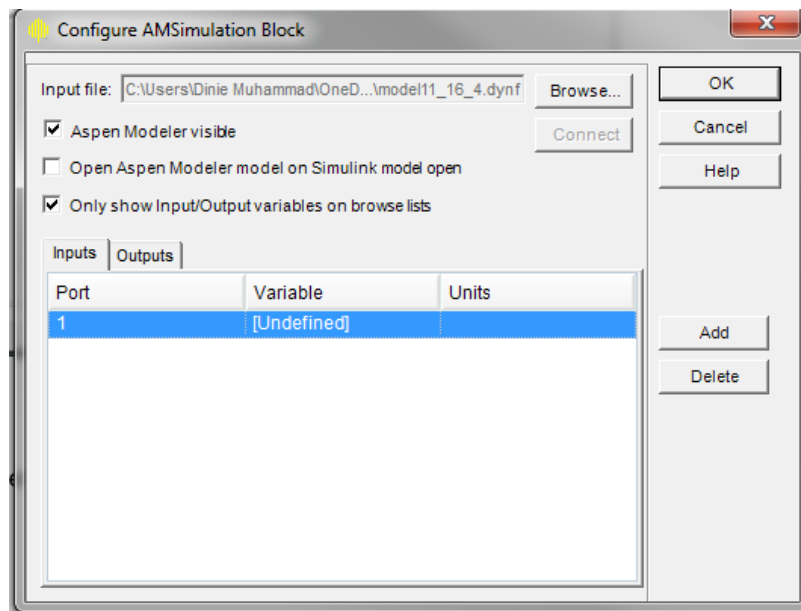 Configure AMSimulation Block
Input file: C:\Users\Dinie Muhammad\OneD...\model11_16_4.dynf Browse... OK
Aspen Modeler visible Connect Cancel
Open Aspen Modeler model on Simulink model open Help
Only show Input/Output variables on browse lists
Inputs Outputs
Port Variable Units
1 [Undefined]
Add
Delete